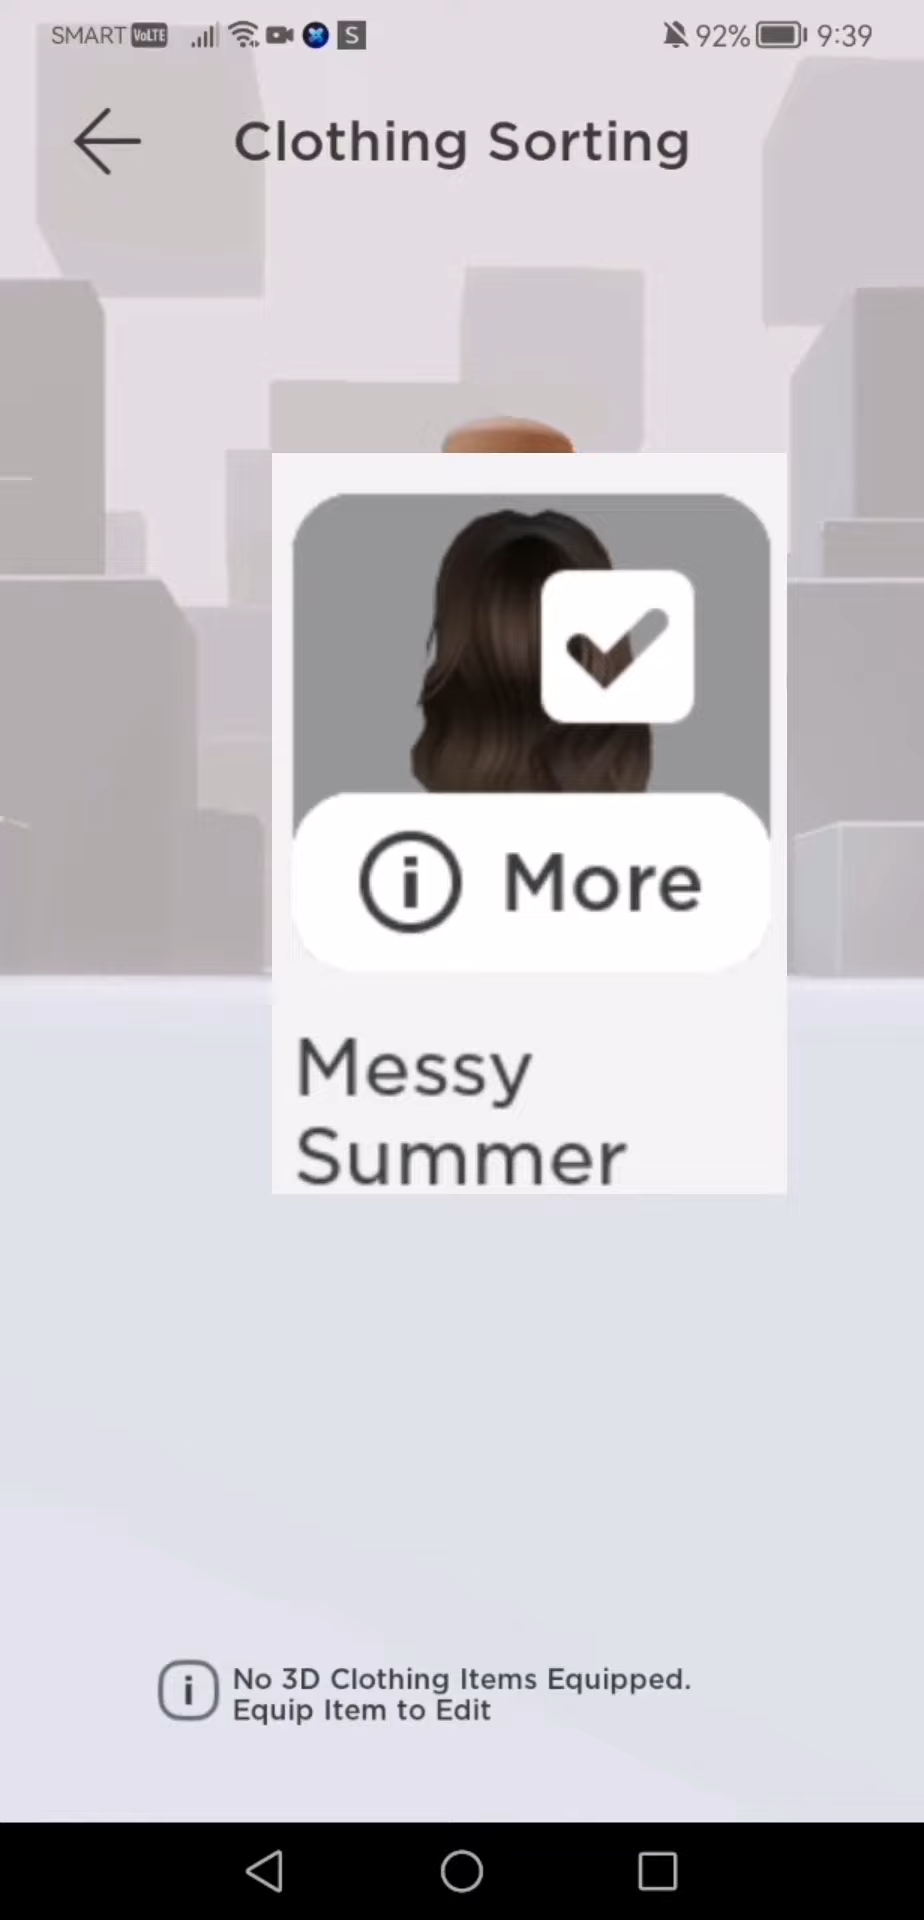 SMART VoLTE S 92% 9:39
Clothing Sorting
More
Messy
Summer
No 3D Clothing Items Equipped.
Equip Item to Edit